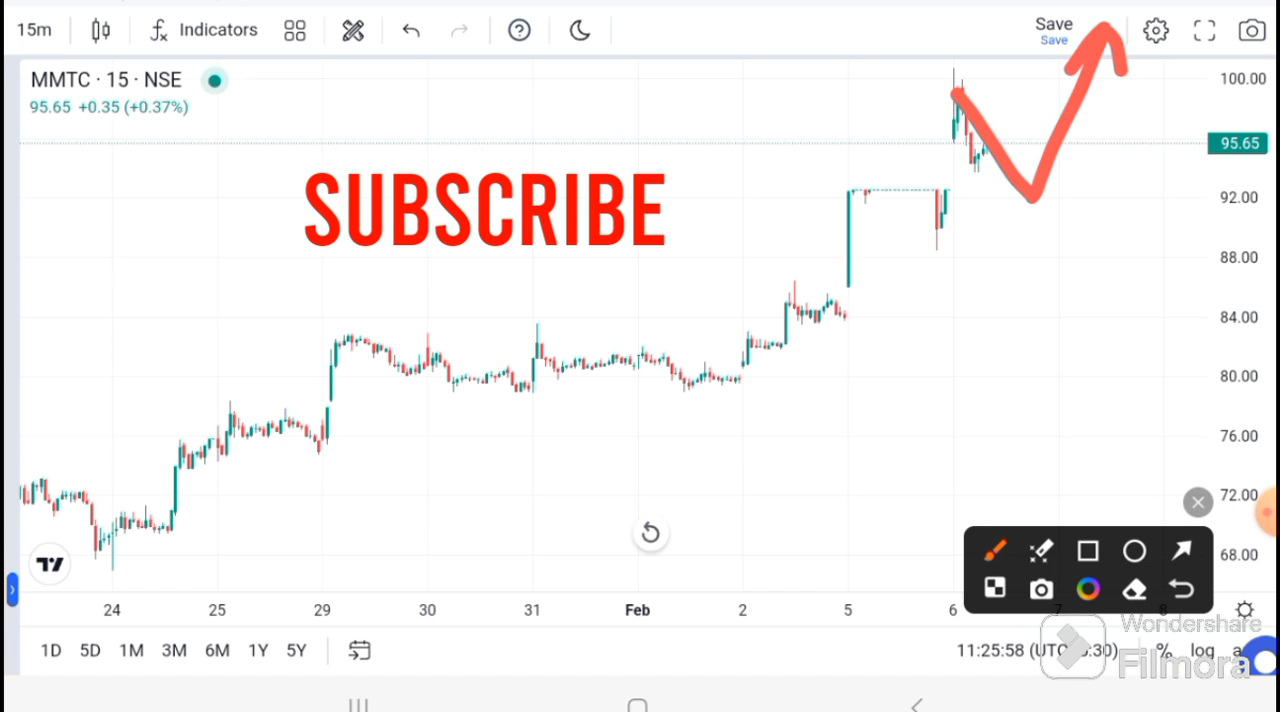 15m Indicators Save
Save
MMTC · 15 · NSE
95.65 +0.35 (+0.37%)
SUBSCRIBE
100.00
95.65
92.00
88.00
84.00
80.00
76.00
72.00
68.00
24 25 29 30 31 Feb 2 5 6 7 8
Wondershare
Filmora
1D 5D 1M 3M 6M 1Y 5Y 11:25:58 (UTC :30) % log